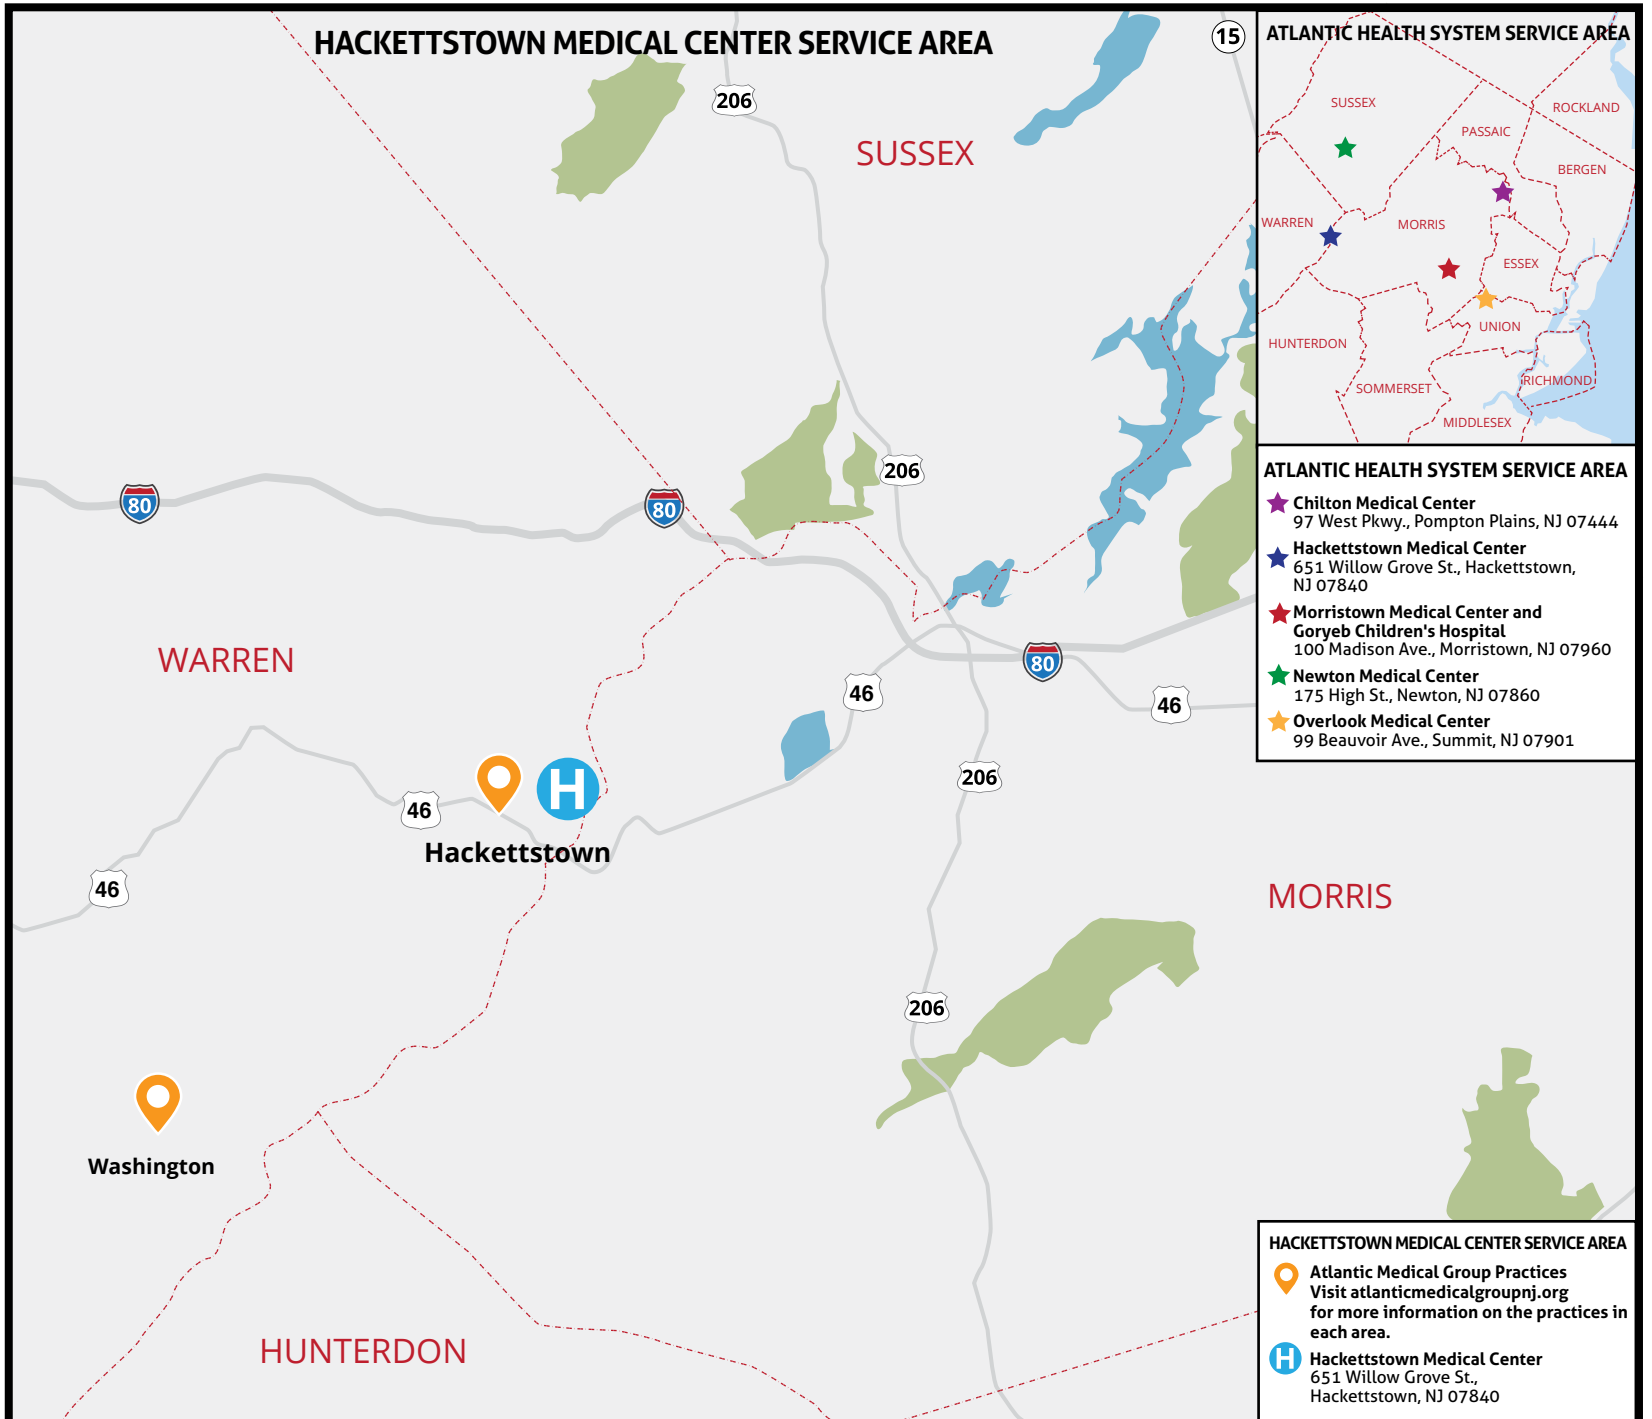 HACKETTSTOWN MEDICAL CENTER SERVICE AREA
15
206
SUSSEX
206
80
80
80
WARREN
46
46
206
46
Hackettstown
46
MORRIS
206
Washington
HUNTERDON
ATLANTIC HEALTH SYSTEM SERVICE AREA
SUSSEX
ROCKLAND
PASSAIC
BERGEN
WARREN
MORRIS
ESSEX
UNION
HUNTERDON
RICHMOND
SOMMERSET
MIDDLESEX
ATLANTIC HEALTH SYSTEM SERVICE AREA
Chilton Medical Center
97 West Pkwy., Pompton Plains, NJ 07444
Hackettstown Medical Center
651 Willow Grove St., Hackettstown,
NJ 07840
Morristown Medical Center and
Goryeb Children's Hospital
100 Madison Ave., Morristown, NJ 07960
Newton Medical Center
175 High St., Newton, NJ 07860
Overlook Medical Center
99 Beauvoir Ave., Summit, NJ 07901
HACKETTSTOWN MEDICAL CENTER SERVICE AREA
Atlantic Medical Group Practices
Visit atlanticmedicalgroupnj.org
for more information on the practices in
each area.
H
Hackettstown Medical Center
651 Willow Grove St.,
Hackettstown, NJ 07840
H